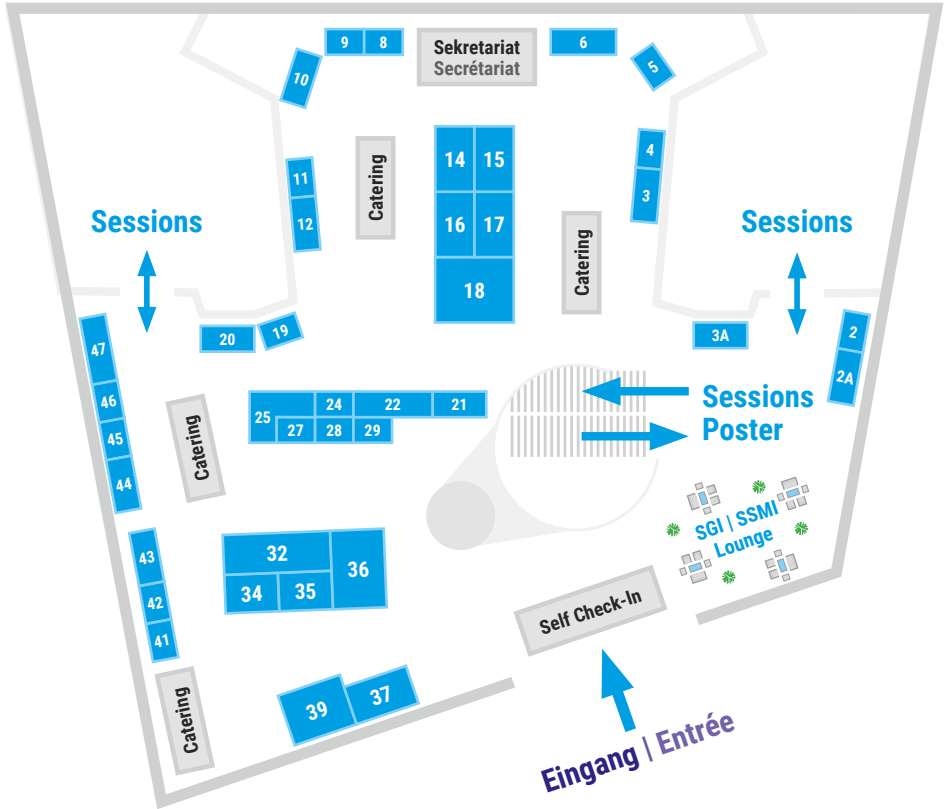 9
8
Sekretariat
Secrétariat
6
5
10
14
15
4
11
Catering
3
12
16
17
Sessions
Sessions
Catering
18
2
20
19
3A
47
2A
46
25
24
22
21
Sessions
Poster
45
27
28
29
Catering
44
SGI | SSMI
Lounge
43
32
36
34
35
42
41
Self Check-In
39
37
Catering
Eingang | Entrée